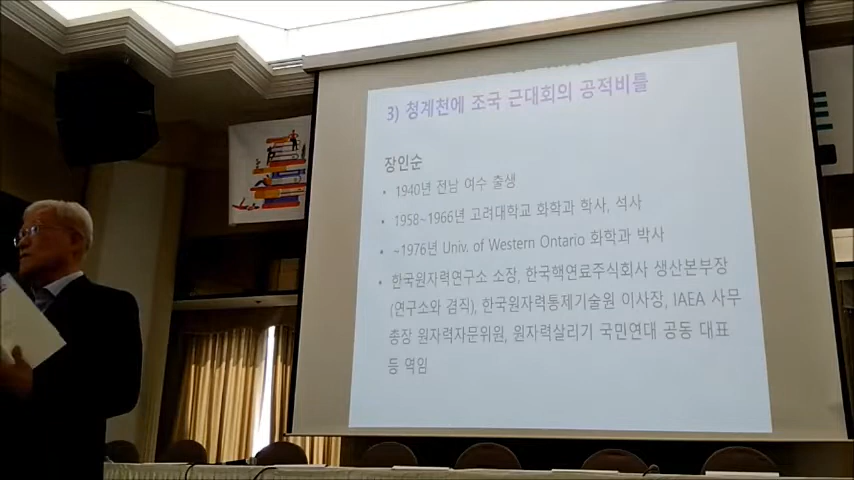 3) 청계천에 조국 근대회의 공적비를
장인순
• 1940년 전남 여수 출생
• 1958~1966년 고려대학교 화학과 학사, 석사
• ~1976년 Univ. of Western Ontario 화학과 박사
• 한국원자력연구소 소장, 한국핵연료주식회사 생산본부장
(연구소와 겸직), 한국원자력통제기술원 이사장, IAEA 사무
총장 원자력자문위원, 원자력살리기 국민연대 공동 대표
등 역임